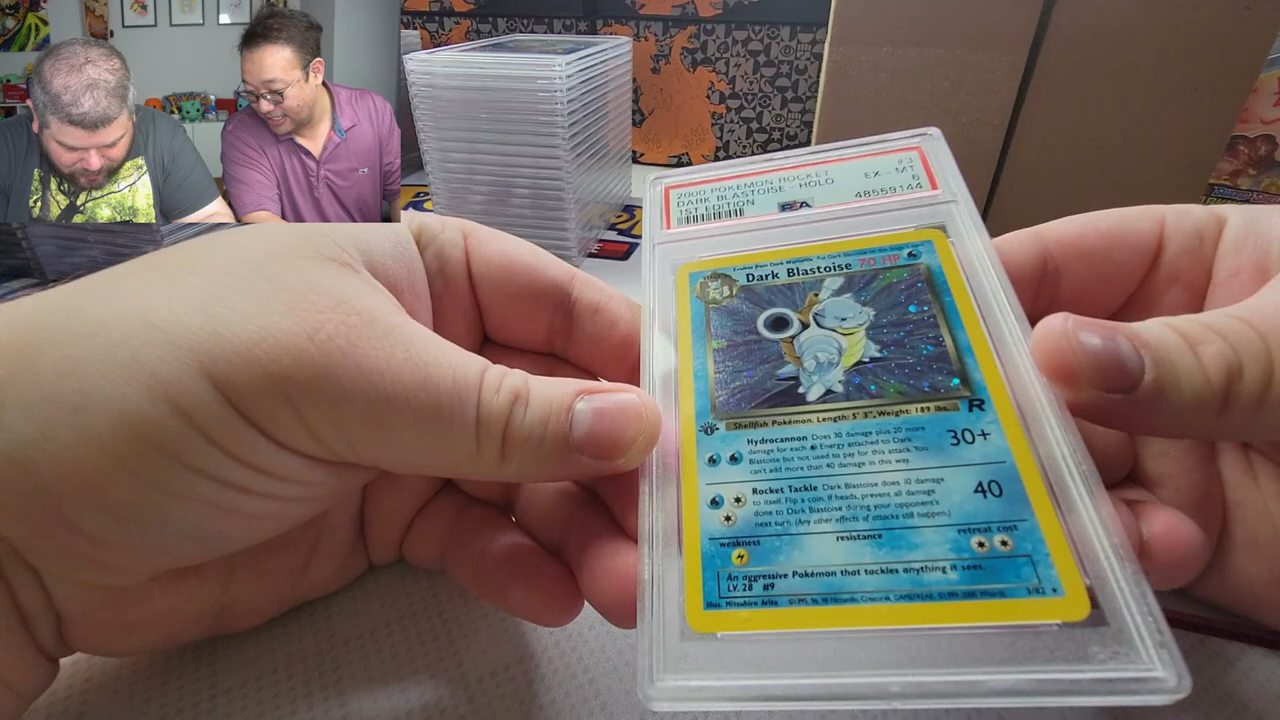 2000 POKEMON ROCKET #3
DARK BLASTOISE - HOLO EX - MT
1ST EDITION 6
PSA 48559144
Evolves from Dark Wartortle Put Dark Blastoise on the Stage 1 card
Dark Blastoise 70 HP
Shellfish Pokémon. Length: 5' 3", Weight: 189 lbs.
R
Hydrocannon Does 30 damage plus 20 more
damage for each Energy attached to Dark
Blastoise but not used to pay for this attack. You
can't add more than 40 damage in this way.
30+
Rocket Tackle Dark Blastoise does 10 damage
to itself. Flip a coin. If heads, prevent all damage
done to Dark Blastoise during your opponent's
next turn. (Any other effects of attacks still happen.)
40
weakness resistance retreat cost
An aggressive Pokémon that tackles anything it sees.
LV. 28 #9
Illus. Mitsuhiro Arita ©1995, 96, 98 Nintendo, Creatures, GAMEFREAK. ©1999-2000 Wizards. 3/82